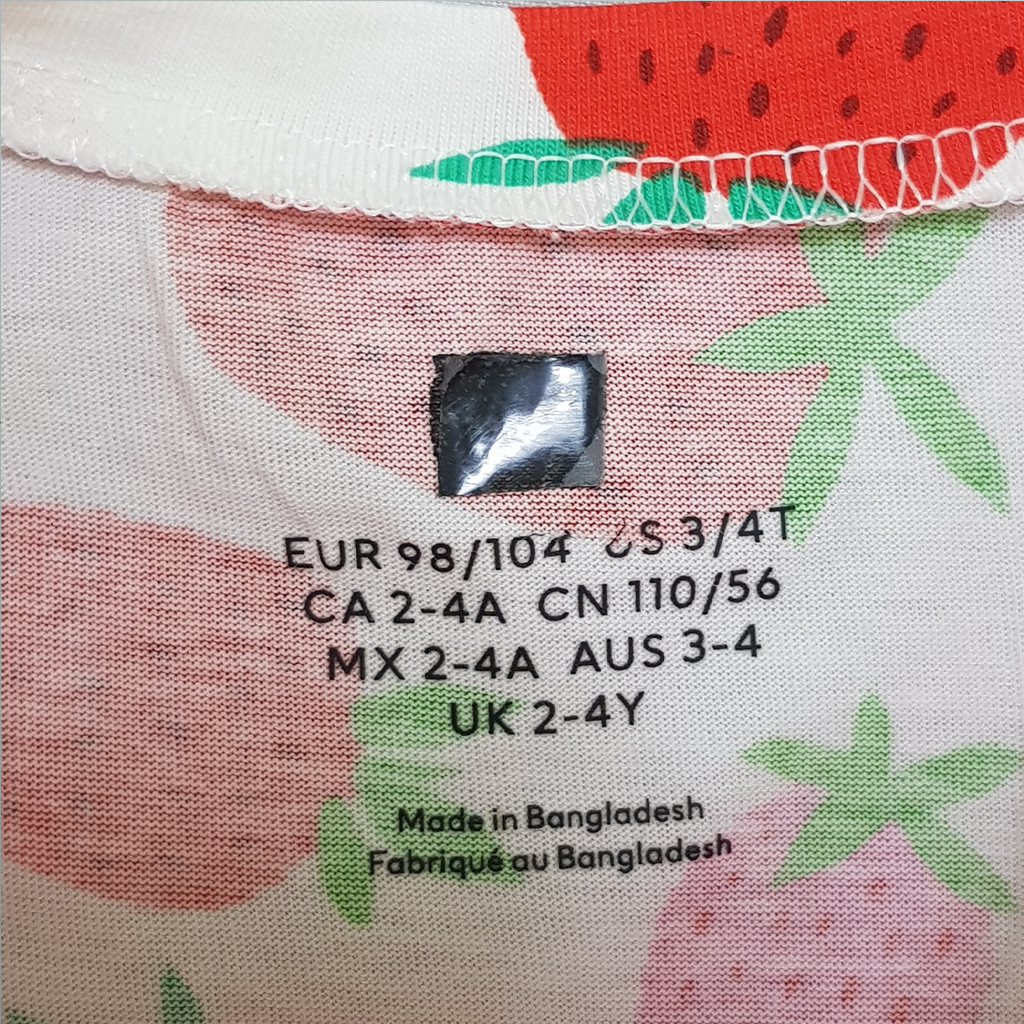 EUR 98/104 US 3/4T
CA 2-4A CN 110/56
MX 2-4A AUS 3-4
UK 2-4Y
Made in Bangladesh
Fabriqué au Bangladesh